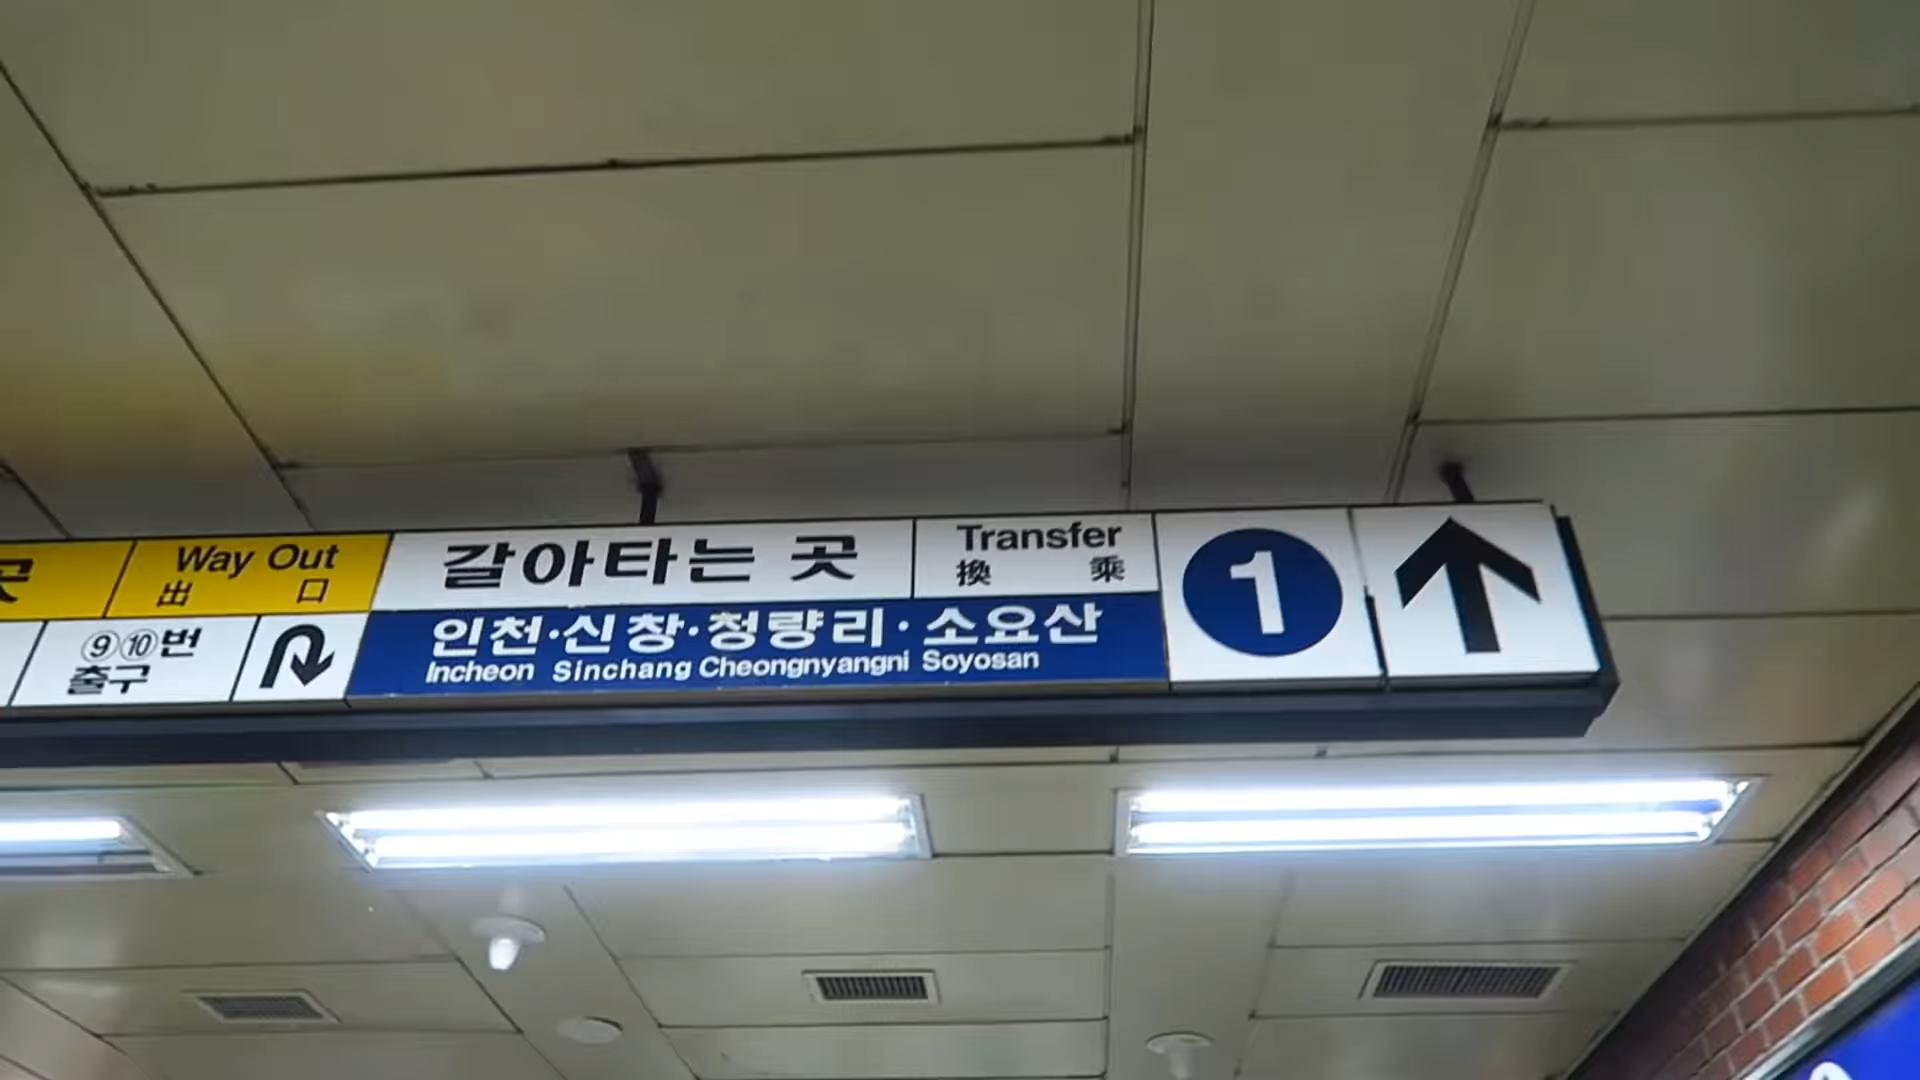 Way Out
出 口
⑨⑩번
출구
갈아타는 곳
Transfer
換 乘
인천·신창·청량리·소요산
Incheon Sinchang Cheongnyangni Soyosan
1